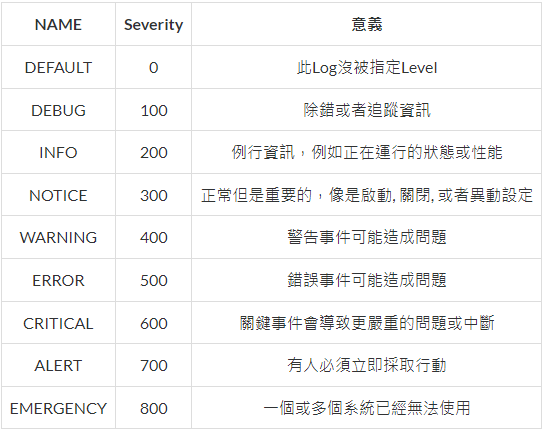 NAME Severity 意義
DEFAULT 0 此Log沒被指定Level
DEBUG 100 除錯或者追蹤資訊
INFO 200 例行資訊，例如正在運行的狀態或性能
NOTICE 300 正常但是重要的，像是啟動, 關閉, 或者異動設定
WARNING 400 警告事件可能造成問題
ERROR 500 錯誤事件可能造成問題
CRITICAL 600 關鍵事件會導致更嚴重的問題或中斷
ALERT 700 有人必須立即採取行動
EMERGENCY 800 一個或多個系統已經無法使用